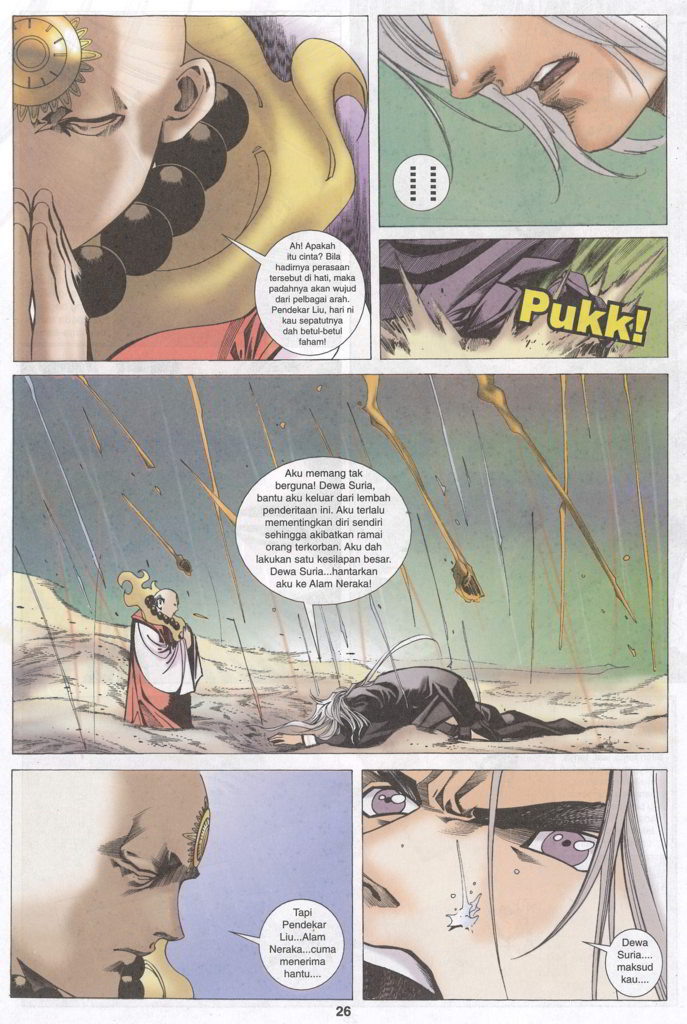 Ah! Apakah
itu cinta? Bila
hadirnya perasaan
tersebut di hati, maka
padahnya akan wujud
dari pelbagai arah.
Pendekar Liu, hari ni
kau sepatutnya
dah betul-betul
faham!
Pukk!
Aku memang tak
berguna! Dewa Suria,
bantu aku keluar dari lembah
penderitaan ini. Aku terlalu
mementingkan diri sendiri
sehingga akibatkan ramai
orang terkorban. Aku dah
lakukan satu kesilapan besar.
Dewa Suria...hantarkan
aku ke Alam Neraka!
Tapi
Pendekar
Liu...Alam
Neraka...cuma
menerima
hantu....
Dewa
Suria....
maksud
kau....
26